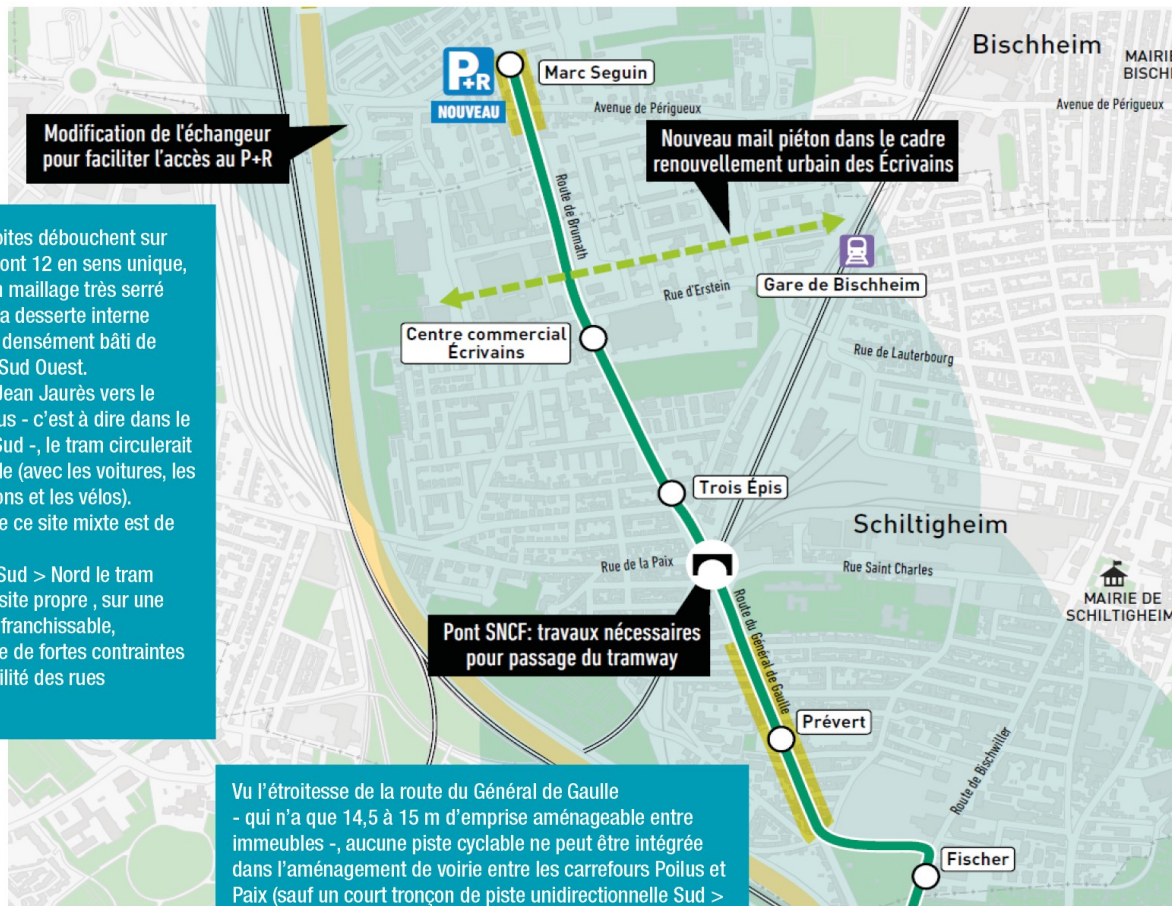 Bischheim
MAIRIE
BISCH
P+R
NOUVEAU
Marc Seguin
Avenue de Périgueux
Avenue de Périgueux
Modification de l'échangeur
pour faciliter l'accès au P+R
Nouveau mail piéton dans le cadre
renouvellement urbain des Écrivains
Route de Brumath
Rue d'Erstein
Gare de Bischheim
Centre commercial
Écrivains
Rue de Lauterbourg
débouchent sur
ont 12 en sens unique,
maillage très serré
a desserte interne
densément bâti de
Sud Ouest.
Jean Jaurès vers le
us - c'est à dire dans le
Sud -, le tram circulerait
le (avec les voitures, les
ons et les vélos).
e ce site mixte est de
Sud > Nord le tram
site propre , sur une
franchissable,
e de fortes contraintes
ilité des rues
Trois Épis
Schiltigheim
Rue de la Paix
Rue Saint Charles
MAIRIE DE
SCHILTIGHEIM
Pont SNCF: travaux nécessaires
pour passage du tramway
Route du Général de Gaulle
Prévert
Route de Bischwiller
Fischer
Vu l'étroitesse de la route du Général de Gaulle
- qui n'a que 14,5 à 15 m d'emprise aménageable entre
immeubles -, aucune piste cyclable ne peut être intégrée
dans l'aménagement de voirie entre les carrefours Poilus et
Paix (sauf un court tronçon de piste unidirectionnelle Sud >